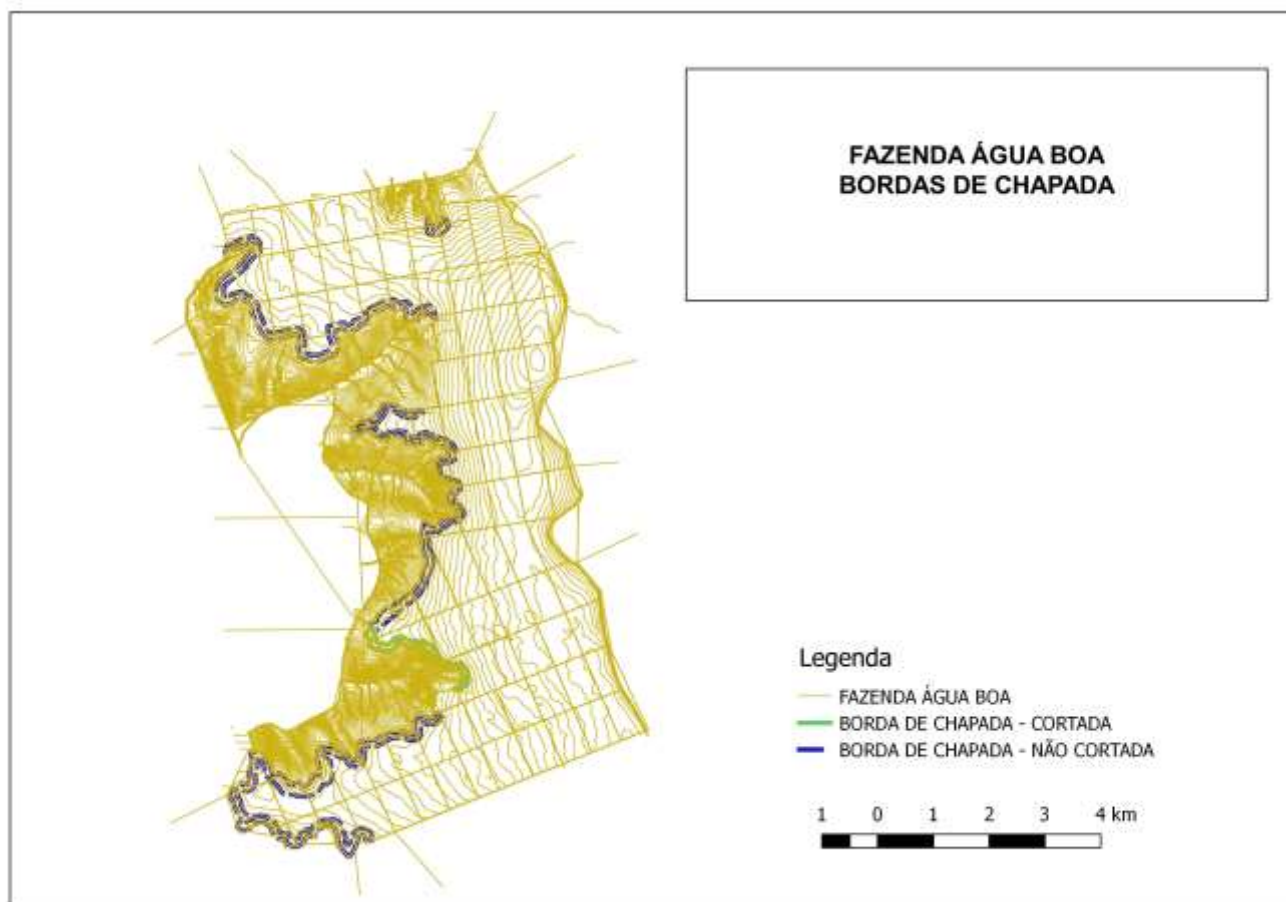 FAZENDA ÁGUA BOA
BORDAS DE CHAPADA
Legenda
FAZENDA ÁGUA BOA
BORDA DE CHAPADA - CORTADA
BORDA DE CHAPADA - NÃO CORTADA
1 0 1 2 3 4 km